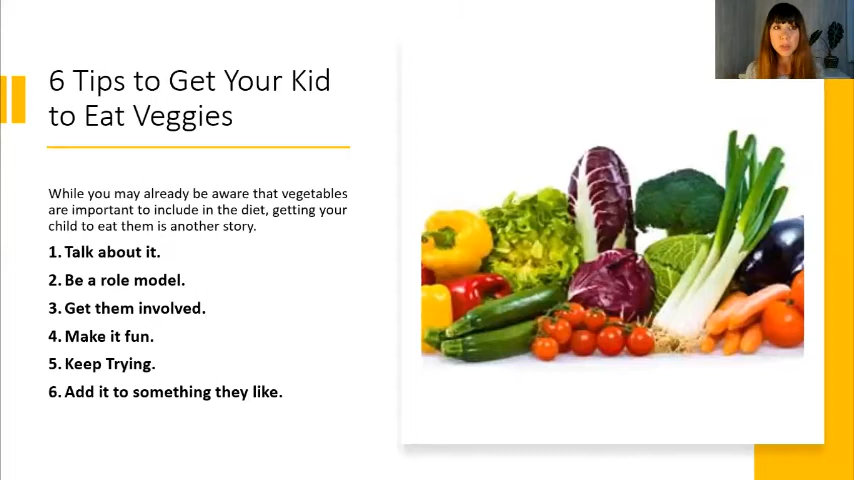 6 Tips to Get Your Kid
to Eat Veggies
While you may already be aware that vegetables
are important to include in the diet, getting your
child to eat them is another story.
1. Talk about it.
2. Be a role model.
3. Get them involved.
4. Make it fun.
5. Keep Trying.
6. Add it to something they like.